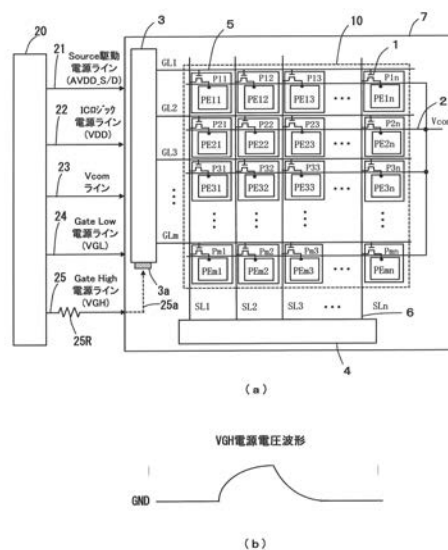 20
3
7
21
Source駆動
電源ライン
(AVDD_S/D)
22
ICロジック
電源ライン
(VDD)
23
Vcom
ライン
24
Gate Low
電源ライン
(VGL)
25
Gate High
電源ライン
(VGH)
25R
25a
3a
5
10
1
2
Vcom
GL1
P11 P12 P13 P1n
PE11 PE12 PE13 ・・・ PE1n
GL2
P21 P22 P23 P2n
PE21 PE22 PE23 ・・・ PE2n
GL3
P31 P32 P33 P3n
PE31 PE32 PE33 ・・・ PE3n
GLm
Pm1 Pm2 Pm3 Pmn
PEm1 PEm2 PEm3 ・・・ PEmn
SL1 SL2 SL3 ・・・ SLn
6
4
(a)
VGH電源電圧波形
GND
(b)